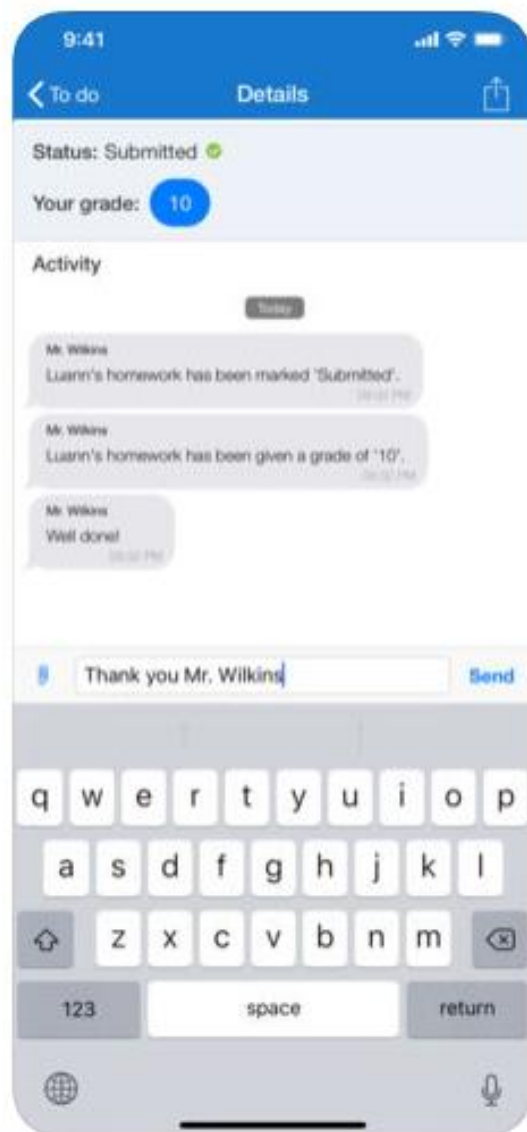 9:41
To do
Details
Status: Submitted
Your grade: 10
Activity
Today
Mr. Wilkins
Luann's homework has been marked 'Submitted'.
Mr. Wilkins
Luann's homework has been given a grade of '10'.
Mr. Wilkins
Well done!
Thank you Mr. Wilkins
Send
q w e r t y u i o p
a s d f g h j k l
z x c v b n m
123 space return